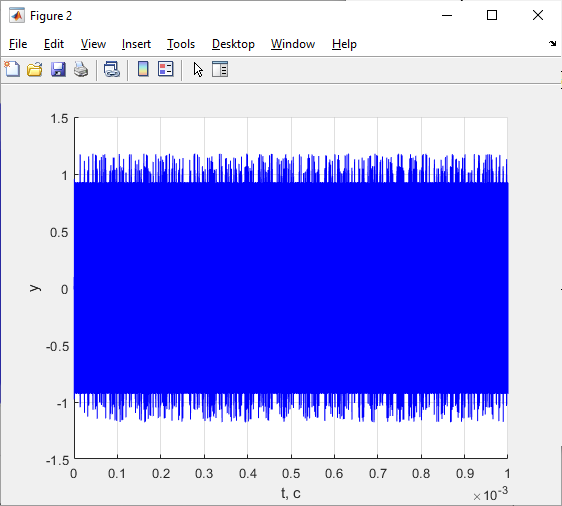 Figure 2
File Edit View Insert Tools Desktop Window Help
1.5
1
0.5
0
-0.5
-1
-1.5
y
0 0.1 0.2 0.3 0.4 0.5 0.6 0.7 0.8 0.9 1
t, c
×10⁻³